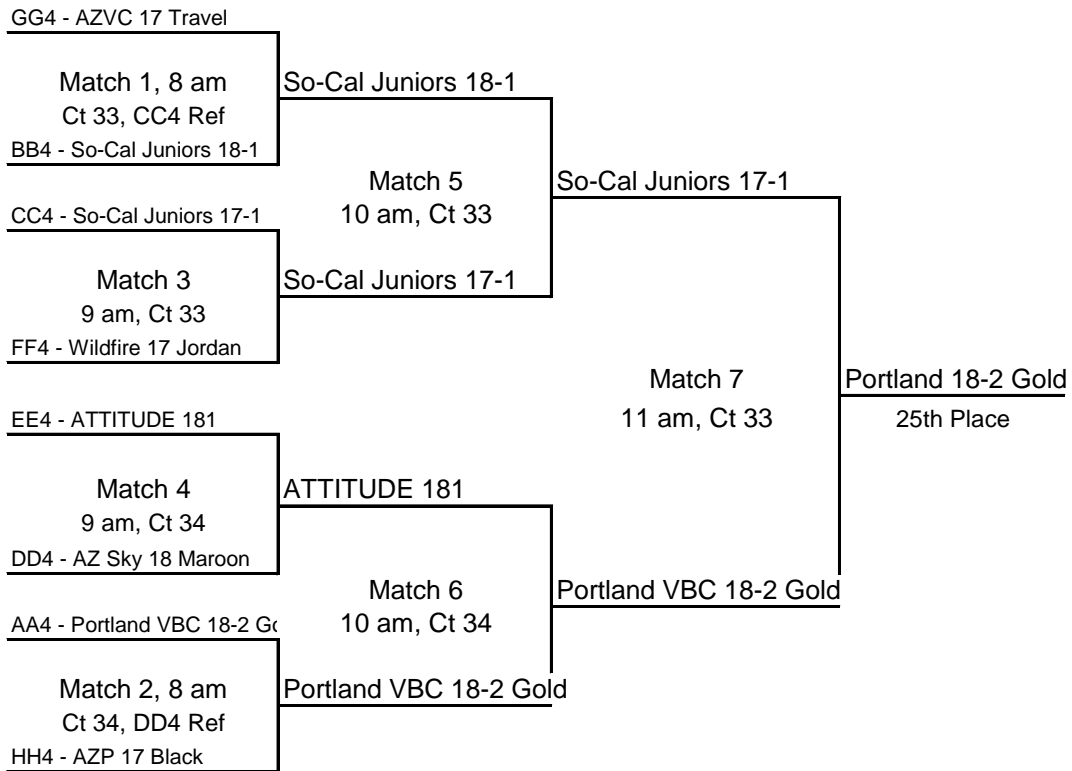 GG4 - AZVC 17 Travel
Match 1, 8 am
Ct 33, CC4 Ref
BB4 - So-Cal Juniors 18-1
So-Cal Juniors 18-1
CC4 - So-Cal Juniors 17-1
Match 3
9 am, Ct 33
FF4 - Wildfire 17 Jordan
So-Cal Juniors 17-1
Match 5
10 am, Ct 33
So-Cal Juniors 17-1
EE4 - ATTITUDE 181
Match 4
9 am, Ct 34
DD4 - AZ Sky 18 Maroon
ATTITUDE 181
AA4 - Portland VBC 18-2 Go
Match 2, 8 am
Ct 34, DD4 Ref
HH4 - AZP 17 Black
Portland VBC 18-2 Gold
Match 6
10 am, Ct 34
Portland VBC 18-2 Gold
Match 7
11 am, Ct 33
Portland 18-2 Gold
25th Place